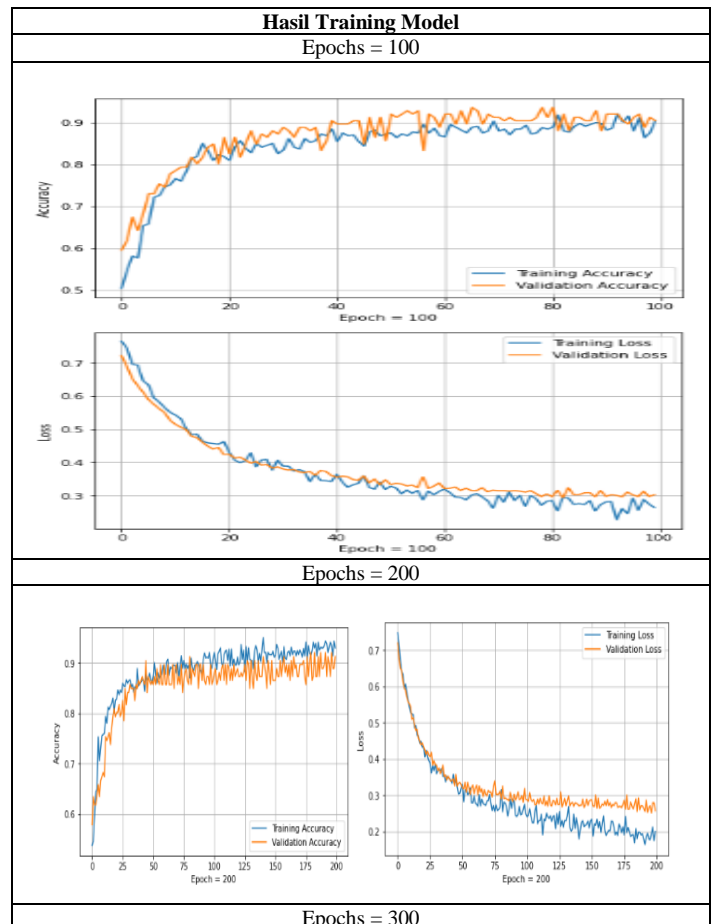 Hasil Training Model
Epochs = 100
0.9
0.8
0.7
0.6
0.5
Accuracy
Training Accuracy
Validation Accuracy
0 20 40 60 80 100
Epoch = 100
0.7
0.6
0.5
0.4
0.3
Loss
Training Loss
Validation Loss
0 20 40 60 80 100
Epoch = 100
Epochs = 200
0.9
0.8
0.7
0.6
Accuracy
Training Accuracy
Validation Accuracy
0 25 50 75 100 125 150 175 200
Epoch = 200
0.7
0.6
0.5
0.4
0.3
0.2
Loss
Training Loss
Validation Loss
0 25 50 75 100 125 150 175 200
Epoch = 200
Epochs = 300